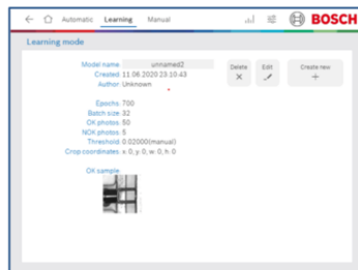 Automatic Learning Manual BOSCH
Learning mode
Model name: unnamed2
Created: 11.06.2020 23:10:43
Author: Unknown
Delete Edit Create new
Epochs: 700
Batch size: 32
OK photos: 50
NOK photos: 5
Threshold: 0.02000(manual)
Crop coordinates: x: 0; y: 0; w: 0; h: 0
OK sample: